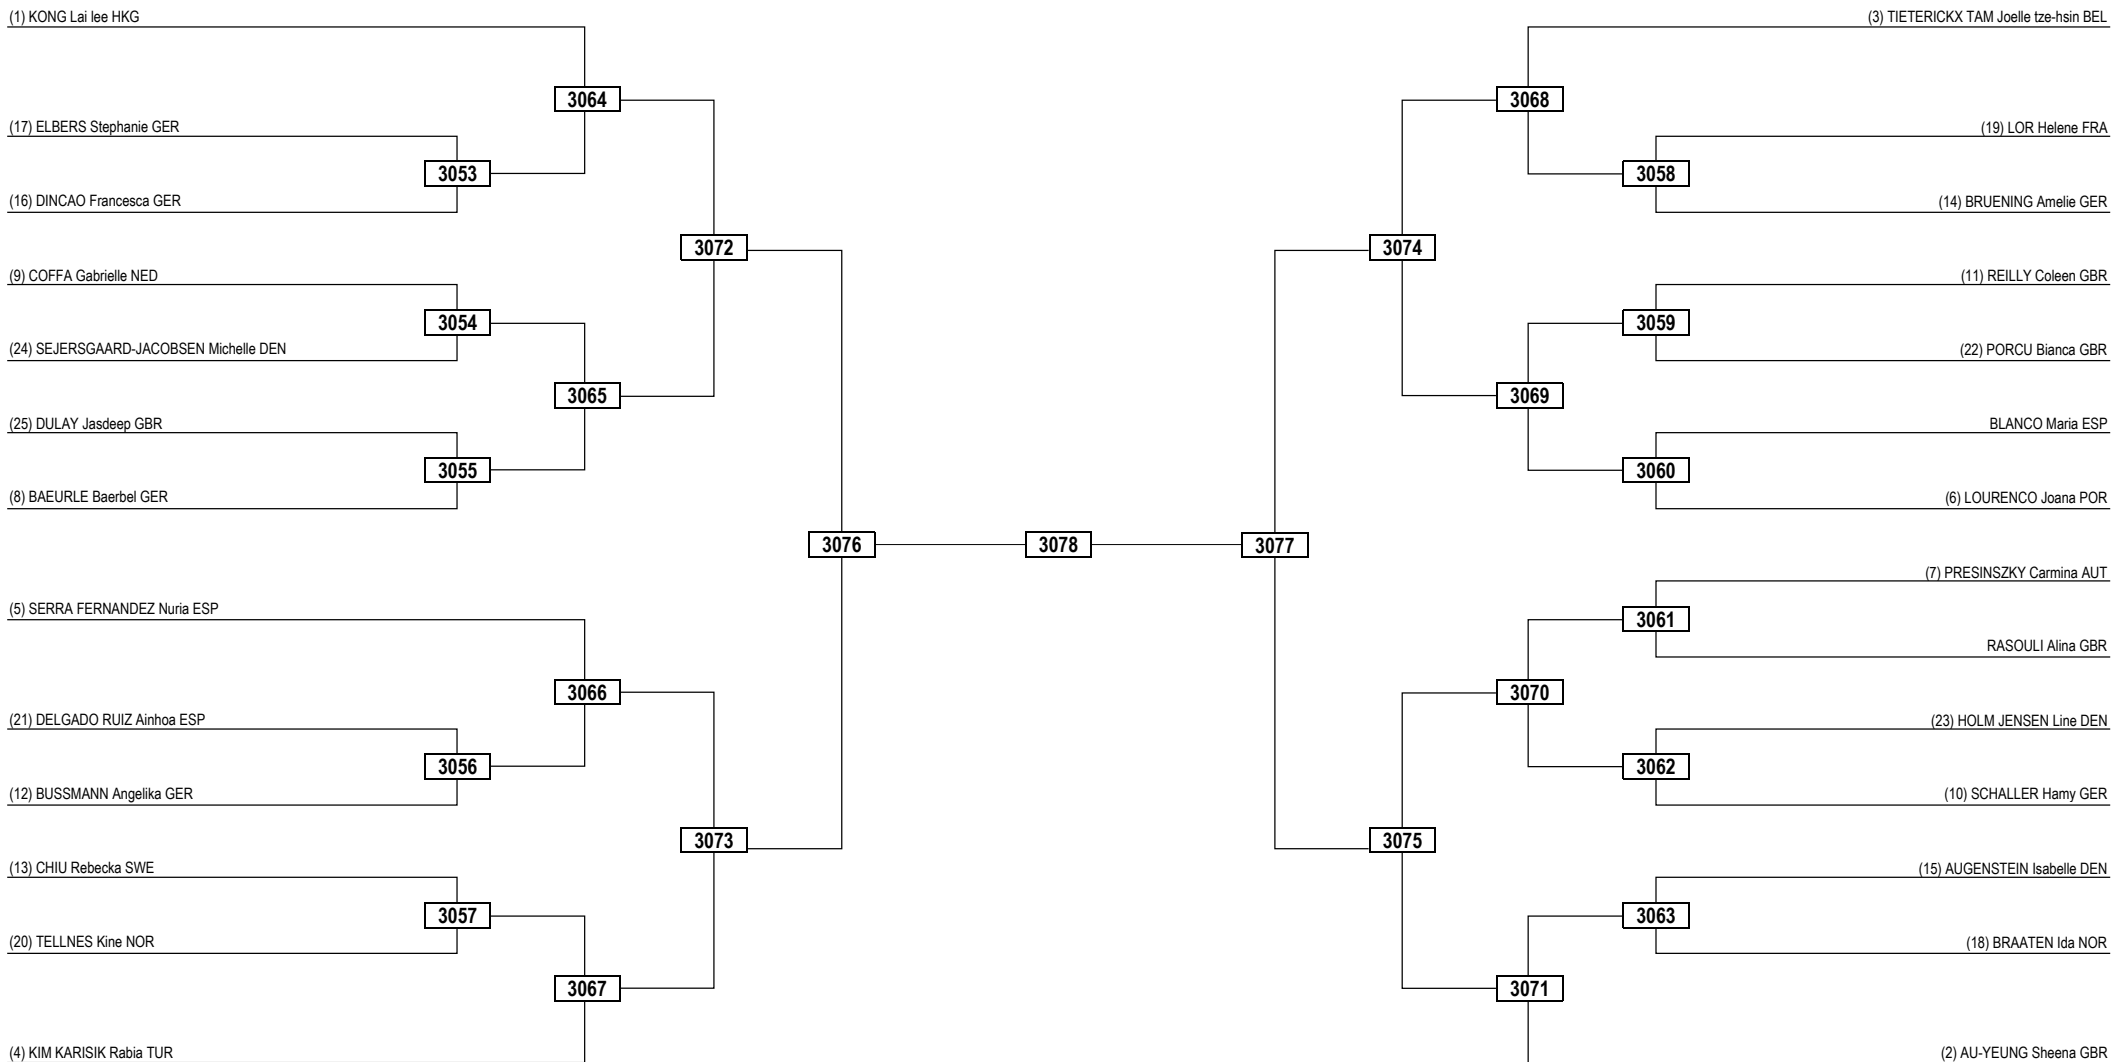 (1) KONG Lai lee HKG
(3) TIETERICKX TAM Joelle tze-hsin BEL
3064
3068
(17) ELBERS Stephanie GER
(19) LOR Helene FRA
3053
3058
(16) DINCAO Francesca GER
(14) BRUENING Amelie GER
3072
3074
(9) COFFA Gabrielle NED
(11) REILLY Coleen GBR
3054
3059
(24) SEJERSGAARD-JACOBSEN Michelle DEN
(22) PORCU Bianca GBR
3065
3069
(25) DULAY Jasdeep GBR
BLANCO Maria ESP
3055
3060
(8) BAEURLE Baerbel GER
(6) LOURENCO Joana POR
3076
3078
3077
(7) PRESINSZKY Carmina AUT
(5) SERRA FERNANDEZ Nuria ESP
3061
RASOULI Alina GBR
3066
3070
(21) DELGADO RUIZ Ainhoa ESP
(23) HOLM JENSEN Line DEN
3056
3062
(12) BUSSMANN Angelika GER
(10) SCHALLER Hamy GER
3073
3075
(13) CHIU Rebecka SWE
(15) AUGENSTEIN Isabelle DEN
3057
3063
(20) TELLNES Kine NOR
(18) BRAATEN Ida NOR
3067
3071
(4) KIM KARISIK Rabia TUR
(2) AU-YEUNG Sheena GBR